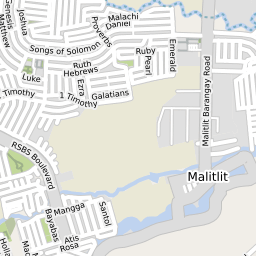 Genesis
Matthew
Joshua
Malachi
Daniel
Proverbs
Songs of Solomon
Ruby
Pearl
Emerald
Ruth
Hebrews
Luke
Ezra
Timothy
1 Timothy
Galatians
Malitlit Barangay Road
RSBS Boulevard
Malitlit
Mangga
Santol
Bayabas
Atis
Rosa